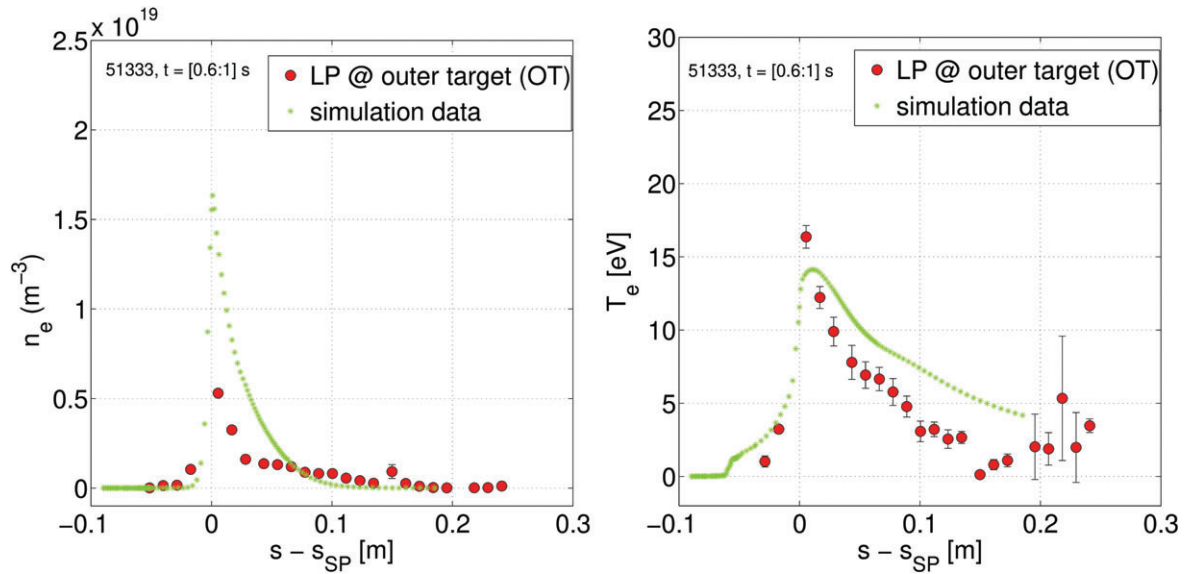 × 10^19
2.5
2
1.5
1
0.5
0
n_e (m^−3)
51333, t = [0.6:1] s
LP @ outer target (OT)
simulation data
−0.1 0 0.1 0.2 0.3
s − s_SP [m]
30
25
20
15
10
5
0
T_e [eV]
51333, t = [0.6:1] s
LP @ outer target (OT)
simulation data
−0.1 0 0.1 0.2 0.3
s − s_SP [m]